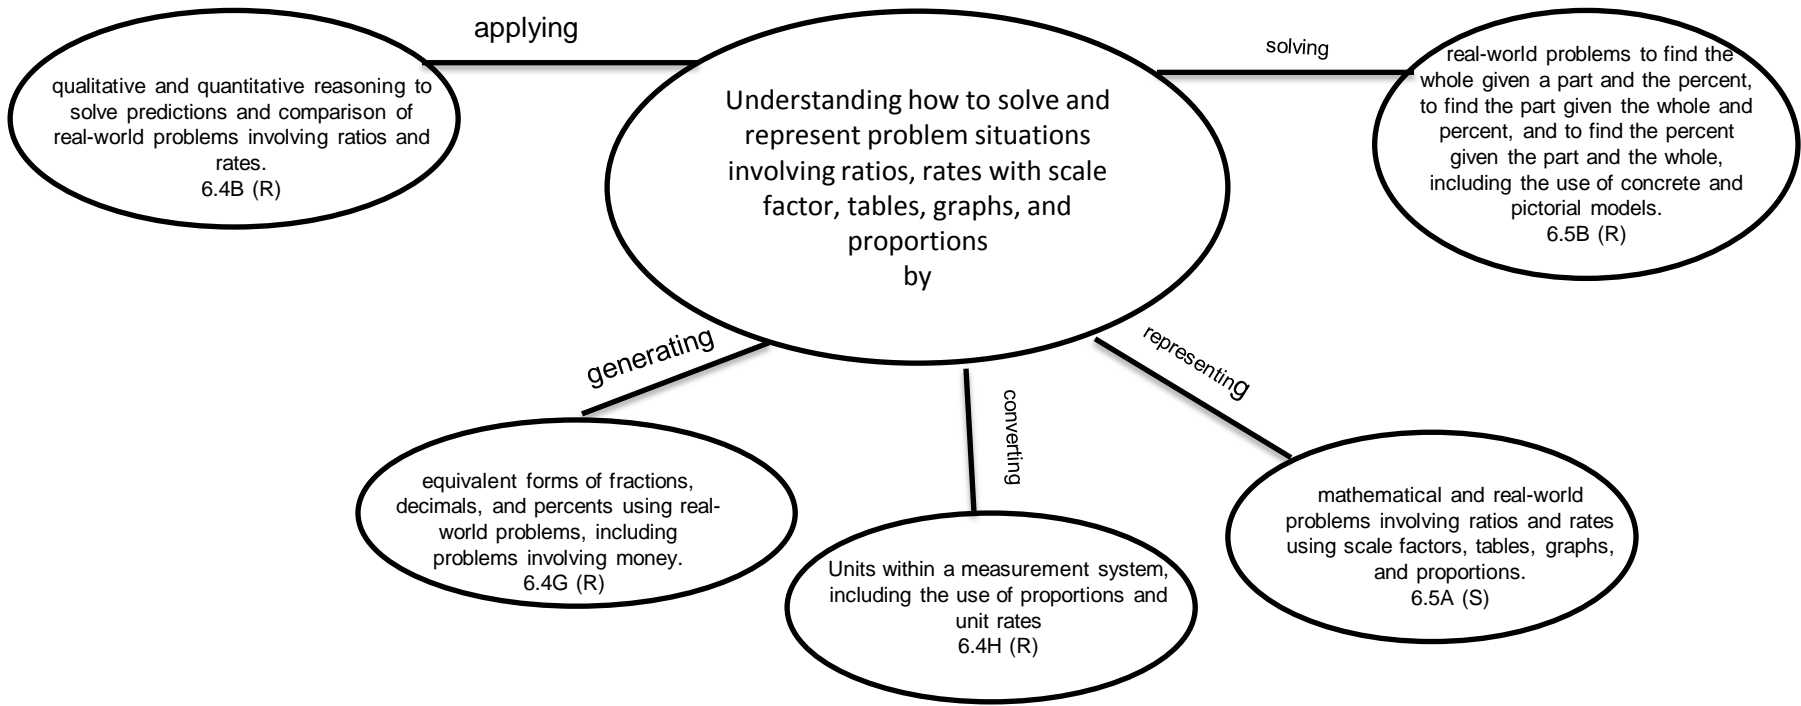 applying
qualitative and quantitative reasoning to
solve predictions and comparison of
real-world problems involving ratios and
rates.
6.4B (R)
Understanding how to solve and
represent problem situations
involving ratios, rates with scale
factor, tables, graphs, and
proportions
by
solving
real-world problems to find the
whole given a part and the percent,
to find the part given the whole and
percent, and to find the percent
given the part and the whole,
including the use of concrete and
pictorial models.
6.5B (R)
generating
equivalent forms of fractions,
decimals, and percents using real-
world problems, including
problems involving money.
6.4G (R)
converting
Units within a measurement system,
including the use of proportions and
unit rates
6.4H (R)
representing
mathematical and real-world
problems involving ratios and rates
using scale factors, tables, graphs,
and proportions.
6.5A (S)